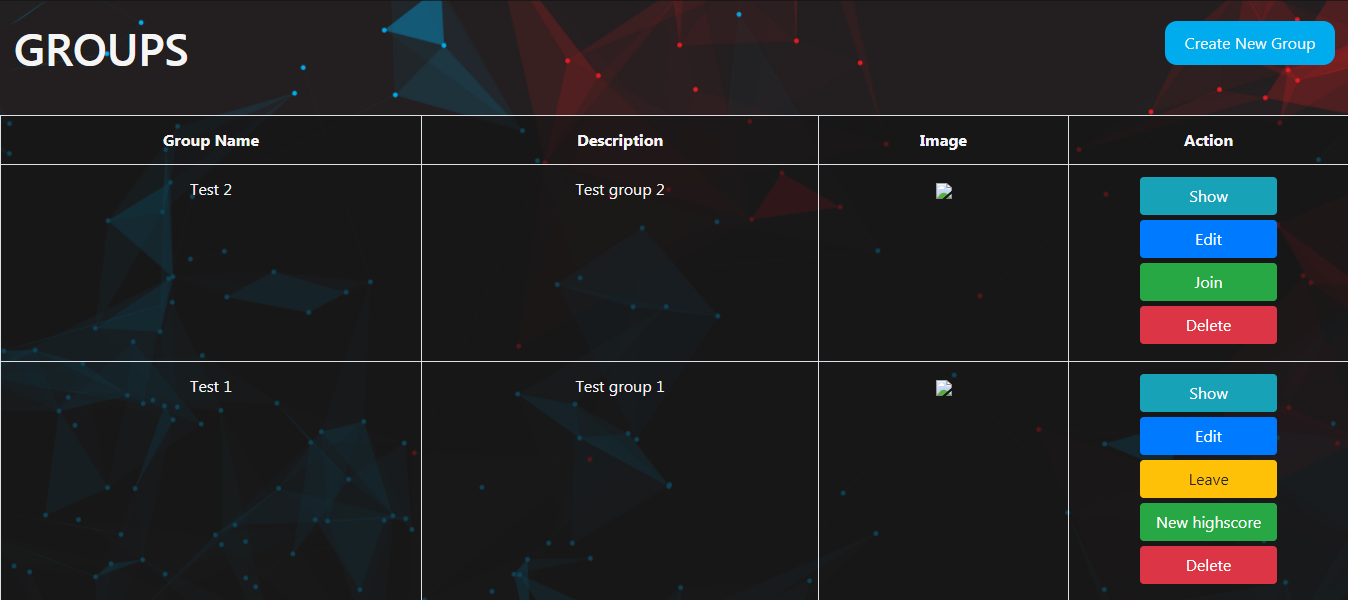 GROUPS
Create New Group
Group Name Description Image Action
Test 2 Test group 2 Show
Edit
Join
Delete
Test 1 Test group 1 Show
Edit
Leave
New highscore
Delete